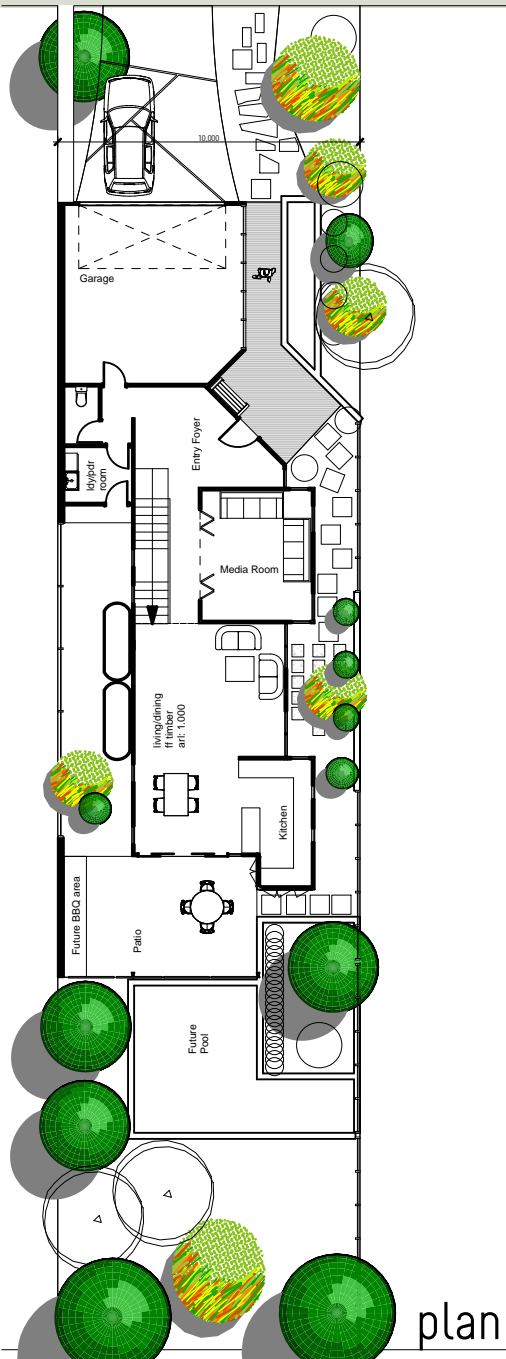 10.000
Garage
Entry Foyer
ldy/pdr
room
Media Room
living/dining
ff timber
arl: 1.000
Kitchen
Future BBQ area
Patio
Future
Pool
plan